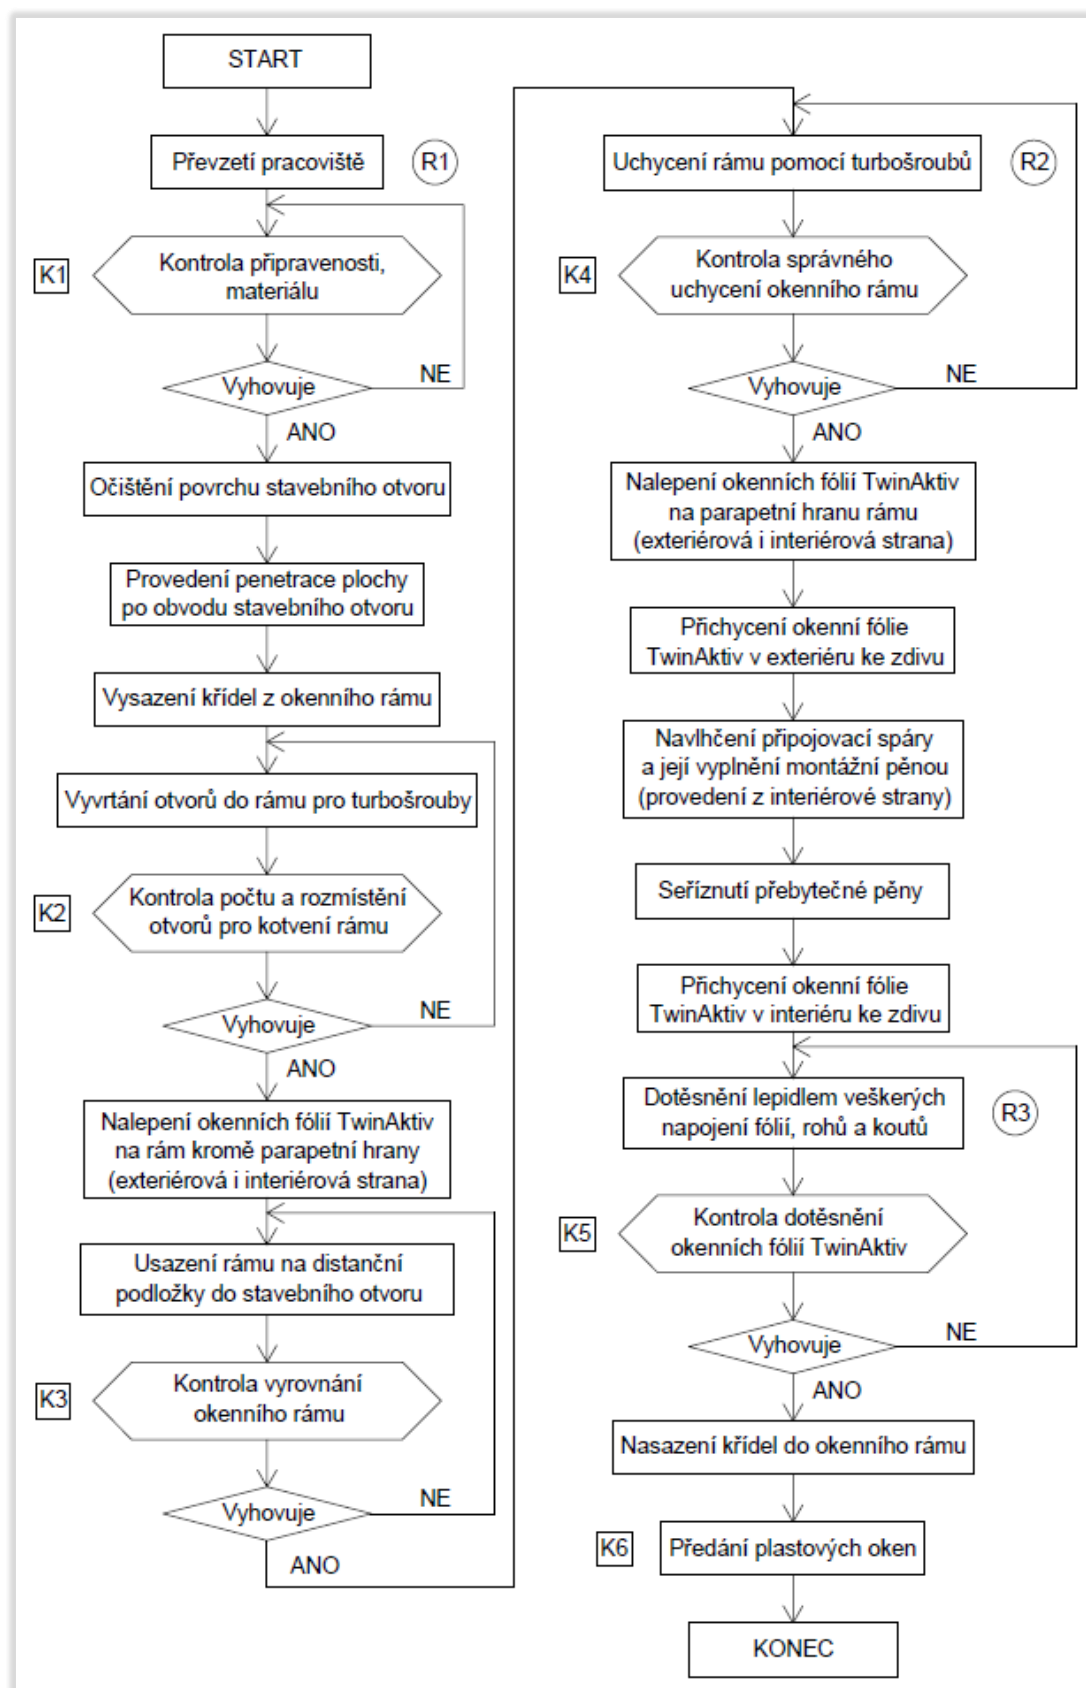 START
Převzetí pracoviště
R1
K1
Kontrola připravenosti,
materiálu
Vyhovuje
NE
ANO
Očištění povrchu stavebního otvoru
Provedení penetrace plochy
po obvodu stavebního otvoru
Vysazení křídel z okenního rámu
Vyvrtání otvorů do rámu pro turbošrouby
K2
Kontrola počtu a rozmístění
otvorů pro kotvení rámu
Vyhovuje
NE
ANO
Nalepení okenních fólií TwinAktiv
na rám kromě parapetní hrany
(exteriérová i interiérová strana)
Usazení rámu na distanční
podložky do stavebního otvoru
K3
Kontrola vyrovnání
okenního rámu
Vyhovuje
NE
ANO
Uchycení rámu pomocí turbošroubů
R2
K4
Kontrola správného
uchycení okenního rámu
Vyhovuje
NE
ANO
Nalepení okenních fólií TwinAktiv
na parapetní hranu rámu
(exteriérová i interiérová strana)
Přichycení okenní fólie
TwinAktiv v exteriéru ke zdivu
Navlhčení připojovací spáry
a její vyplnění montážní pěnou
(provedení z interiérové strany)
Seříznutí přebytečné pěny
Přichycení okenní fólie
TwinAktiv v interiéru ke zdivu
Dotěsnění lepidlem veškerých
napojení fólií, rohů a koutů
R3
K5
Kontrola dotěsnění
okenních fólií TwinAktiv
Vyhovuje
NE
ANO
Nasazení křídel do okenního rámu
K6
Předání plastových oken
KONEC